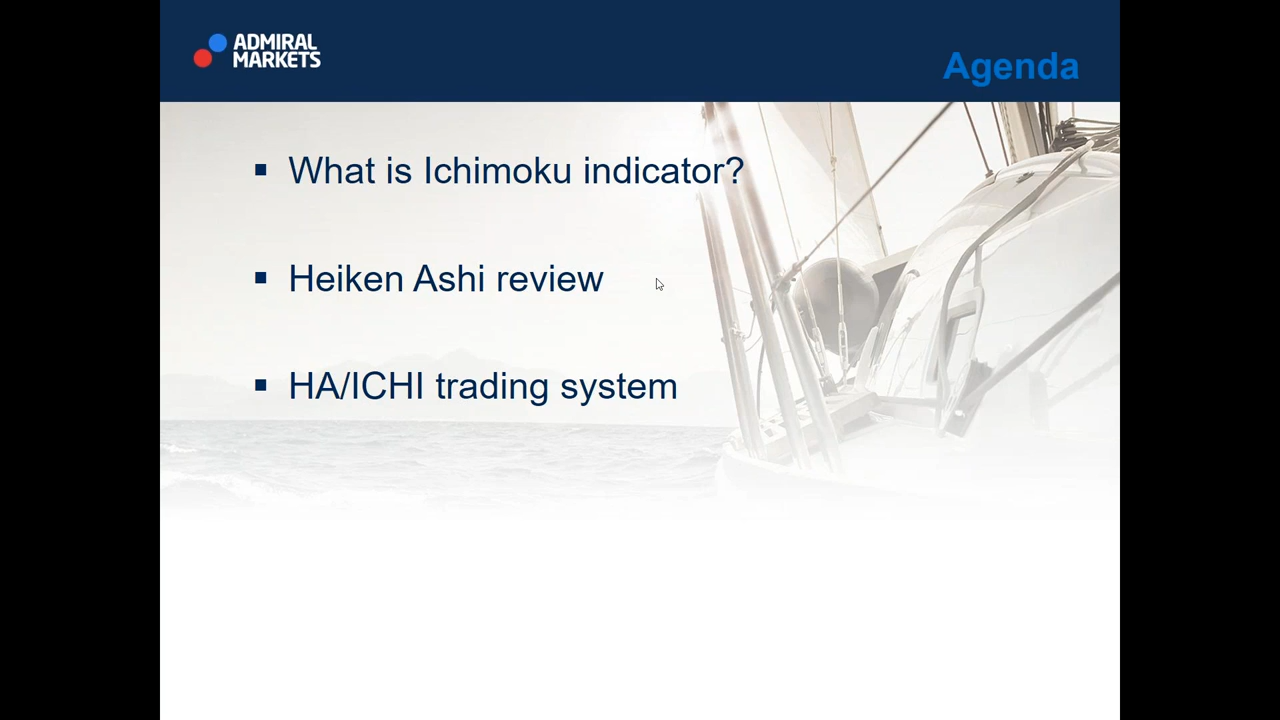 ADMIRAL
MARKETS
Agenda
▪ What is Ichimoku indicator?
▪ Heiken Ashi review
▪ HA/ICHI trading system